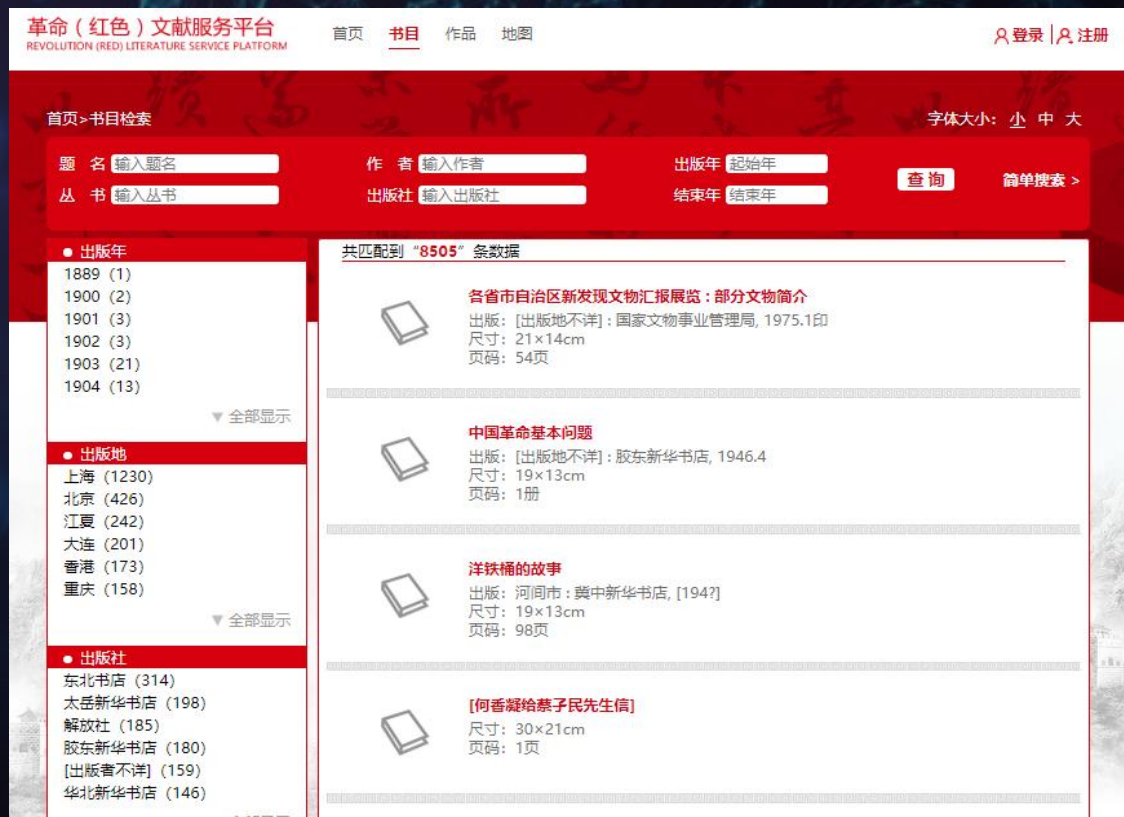 革命（红色）文献服务平台
REVOLUTION (RED) LITERATURE SERVICE PLATFORM
首页 书目 作品 地图
登录 注册
首页>书目检索
字体大小： 小 中 大
题 名 输入题名 作 者 输入作者 出版年 起始年
丛 书 输入丛书 出版社 输入出版社 结束年 结束年
查 询 简单搜索 >
出版年
1889 (1)
1900 (2)
1901 (3)
1902 (3)
1903 (21)
1904 (13)
▼ 全部显示
出版地
上海 (1230)
北京 (426)
江夏 (242)
大连 (201)
香港 (173)
重庆 (158)
▼ 全部显示
出版社
东北书店 (314)
太岳新华书店 (198)
解放社 (185)
胶东新华书店 (180)
[出版者不详] (159)
华北新华书店 (146)
共匹配到 “8505” 条数据
各省市自治区新发现文物汇报展览 : 部分文物简介
出版： [出版地不详] : 国家文物事业管理局, 1975.1印
尺寸： 21×14cm
页码： 54页
中国革命基本问题
出版： [出版地不详] : 胶东新华书店, 1946.4
尺寸： 19×13cm
页码： 1册
洋铁桶的故事
出版： 河间市 : 冀中新华书店, [194?]
尺寸： 19×13cm
页码： 98页
[何香凝给蔡子民先生信]
尺寸： 30×21cm
页码： 1页